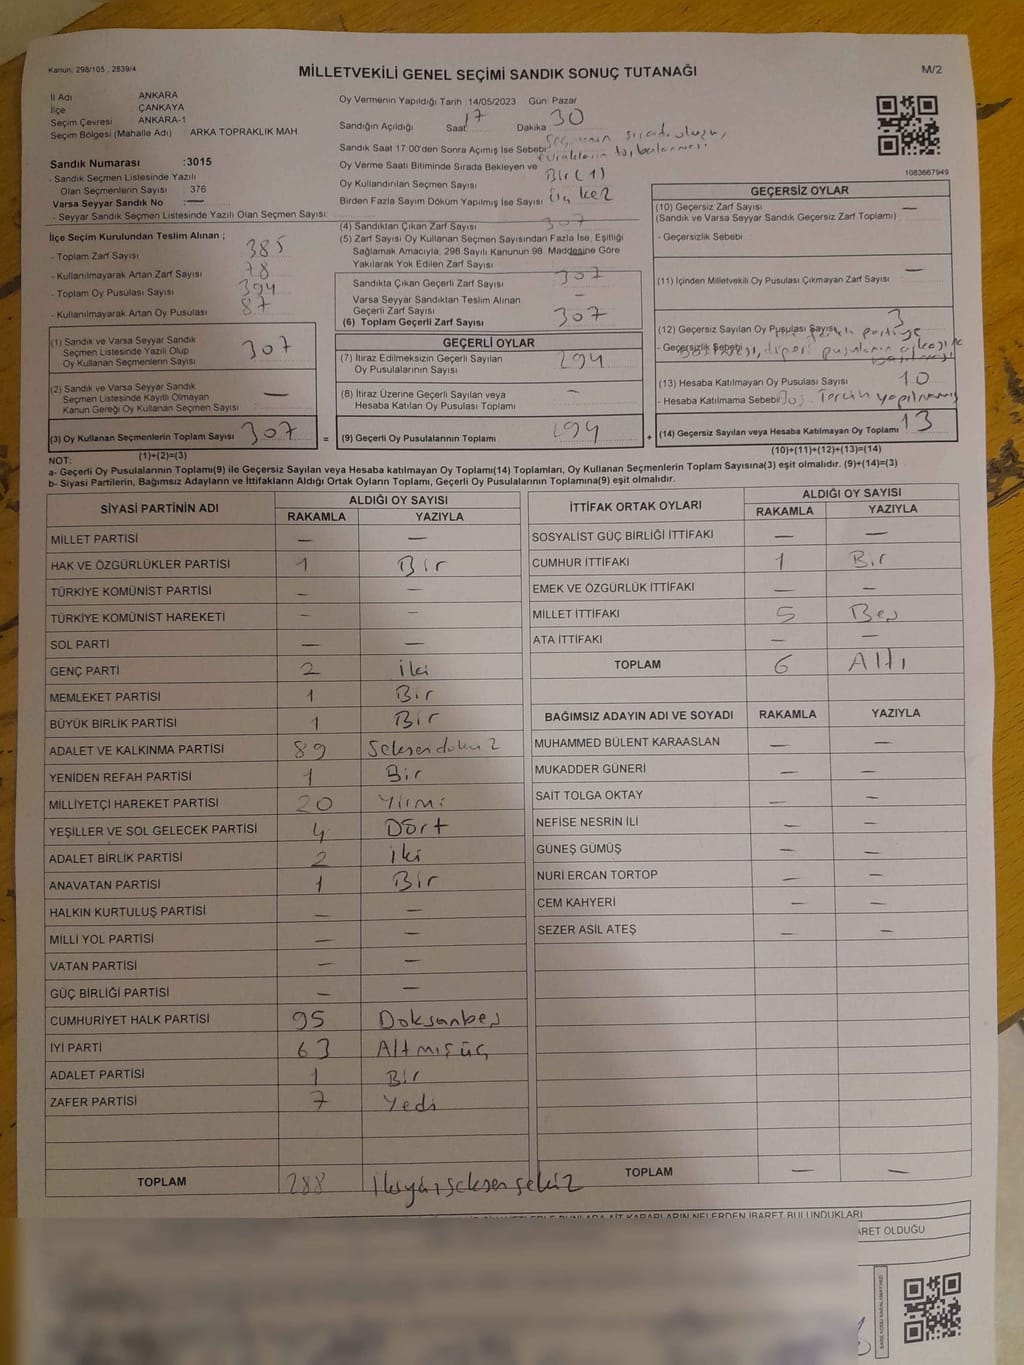 Kanun: 298/105 , 2839/4
MİLLETVEKİLİ GENEL SEÇİMİ SANDIK SONUÇ TUTANAĞI
M/2
İl Adı ANKARA
İlçe ÇANKAYA
Seçim Çevresi ANKARA-1
Seçim Bölgesi (Mahalle Adı) : ARKA TOPRAKLIK MAH.
Sandık Numarası :3015
- Sandık Seçmen Listesinde Yazılı
Olan Seçmenlerin Sayısı : 376
Varsa Seyyar Sandık No : —
- Seyyar Sandık Seçmen Listesinde Yazılı Olan Seçmen Sayısı:
Oy Vermenin Yapıldığı Tarih :14/05/2023 Gün: Pazar
Sandığın Açıldığı Saat 17 Dakika 30
Sandık Saat 17:00'den Sonra Açılmış İse Sebebi: Seçmenin sırada oluşu,
evrakların toparlanması
Oy Verme Saati Bitiminde Sırada Bekleyen ve
Oy Kullandırılan Seçmen Sayısı Bir (1)
Birden Fazla Sayım Döküm Yapılmış İse Sayısı Üç kez
1083667949
İlçe Seçim Kurulundan Teslim Alınan ;
- Toplam Zarf Sayısı 385
- Kullanılmayarak Artan Zarf Sayısı 78
- Toplam Oy Pusulası Sayısı 394
- Kullanılmayarak Artan Oy Pusulası 87
(1) Sandık ve Varsa Seyyar Sandık
Seçmen Listesinde Yazılı Olup
Oy Kullanan Seçmenlerin Sayısı 307
(2) Sandık ve Varsa Seyyar Sandık
Seçmen Listesinde Kayıtlı Olmayan
Kanun Gereği Oy Kullanan Seçmen Sayısı —
(3) Oy Kullanan Seçmenlerin Toplam Sayısı 307
(1)+(2)=(3)
(4) Sandıktan Çıkan Zarf Sayısı 307
(5) Zarf Sayısı Oy Kullanan Seçmen Sayısından Fazla İse, Eşitliği
Sağlamak Amacıyla, 298 Sayılı Kanunun 98. Maddesine Göre
Yakılarak Yok Edilen Zarf Sayısı
Sandıkta Çıkan Geçerli Zarf Sayısı 307
Varsa Seyyar Sandıktan Teslim Alınan
Geçerli Zarf Sayısı —
(6) Toplam Geçerli Zarf Sayısı 307
GEÇERLİ OYLAR
(7) İtiraz Edilmeksizin Geçerli Sayılan
Oy Pusulalarının Sayısı 294
(8) İtiraz Üzerine Geçerli Sayılan veya
Hesaba Katılan Oy Pusulası Toplamı —
= (9) Geçerli Oy Pusulalarının Toplamı 294
GEÇERSİZ OYLAR
(10) Geçersiz Zarf Sayısı —
(Sandık ve Varsa Seyyar Sandık Geçersiz Zarf Toplamı)
- Geçersizlik Sebebi
(11) İçinden Milletvekili Oy Pusulası Çıkmayan Zarf Sayısı —
(12) Geçersiz Sayılan Oy Pusulası Sayısı 3
- Geçersizlik Sebebi
(13) Hesaba Katılmayan Oy Pusulası Sayısı 10
- Hesaba Katılmama Sebebi Boş. Tercih yapılmamış
+ (14) Geçersiz Sayılan veya Hesaba Katılmayan Oy Toplamı 13
(10)+(11)+(12)+(13)=(14)
NOT:
a- Geçerli Oy Pusulalarının Toplamı(9) ile Geçersiz Sayılan veya Hesaba katılmayan Oy Toplamı(14) Toplamları, Oy Kullanan Seçmenlerin Toplam Sayısına(3) eşit olmalıdır. (9)+(14)=(3)
b- Siyasi Partilerin, Bağımsız Adayların ve İttifakların Aldığı Ortak Oyların Toplamı, Geçerli Oy Pusulalarının Toplamına(9) eşit olmalıdır.
SİYASİ PARTİNİN ADI ALDIĞI OY SAYISI
RAKAMLA YAZIYLA
MİLLET PARTİSİ — —
HAK VE ÖZGÜRLÜKLER PARTİSİ 1 Bir
TÜRKİYE KOMÜNİST PARTİSİ — —
TÜRKİYE KOMÜNİST HAREKETİ — —
SOL PARTİ — —
GENÇ PARTİ 2 iki
MEMLEKET PARTİSİ 1 Bir
BÜYÜK BİRLİK PARTİSİ 1 Bir
ADALET VE KALKINMA PARTİSİ 89 Seksendokuz
YENİDEN REFAH PARTİSİ 1 Bir
MİLLİYETÇİ HAREKET PARTİSİ 20 Yirmi
YEŞİLLER VE SOL GELECEK PARTİSİ 4 Dört
ADALET BİRLİK PARTİSİ 2 iki
ANAVATAN PARTİSİ 1 Bir
HALKIN KURTULUŞ PARTİSİ — —
MİLLİ YOL PARTİSİ — —
VATAN PARTİSİ — —
GÜÇ BİRLİĞİ PARTİSİ — —
CUMHURİYET HALK PARTİSİ 95 Doksanbeş
İYİ PARTİ 63 Altmışüç
ADALET PARTİSİ 1 Bir
ZAFER PARTİSİ 7 Yedi
TOPLAM 288 ikiyüzseksensekiz
İTTİFAK ORTAK OYLARI ALDIĞI OY SAYISI
RAKAMLA YAZIYLA
SOSYALİST GÜÇ BİRLİĞİ İTTİFAKI — —
CUMHUR İTTİFAKI 1 Bir
EMEK VE ÖZGÜRLÜK İTTİFAKI — —
MİLLET İTTİFAKI 5 Beş
ATA İTTİFAKI — —
TOPLAM 6 Altı
BAĞIMSIZ ADAYIN ADI VE SOYADI RAKAMLA YAZIYLA
MUHAMMED BÜLENT KARAASLAN — —
MUKADDER GÜNERİ — —
SAİT TOLGA OKTAY — —
NEFİSE NESRİN İLİ — —
GÜNEŞ GÜMÜŞ — —
NURİ ERCAN TORTOP — —
CEM KAHYERİ — —
SEZER ASİL ATEŞ — —
TOPLAM — —
KARARLARIN NELERDEN İBARET BULUNDUKLARI
ARET OLDUĞU